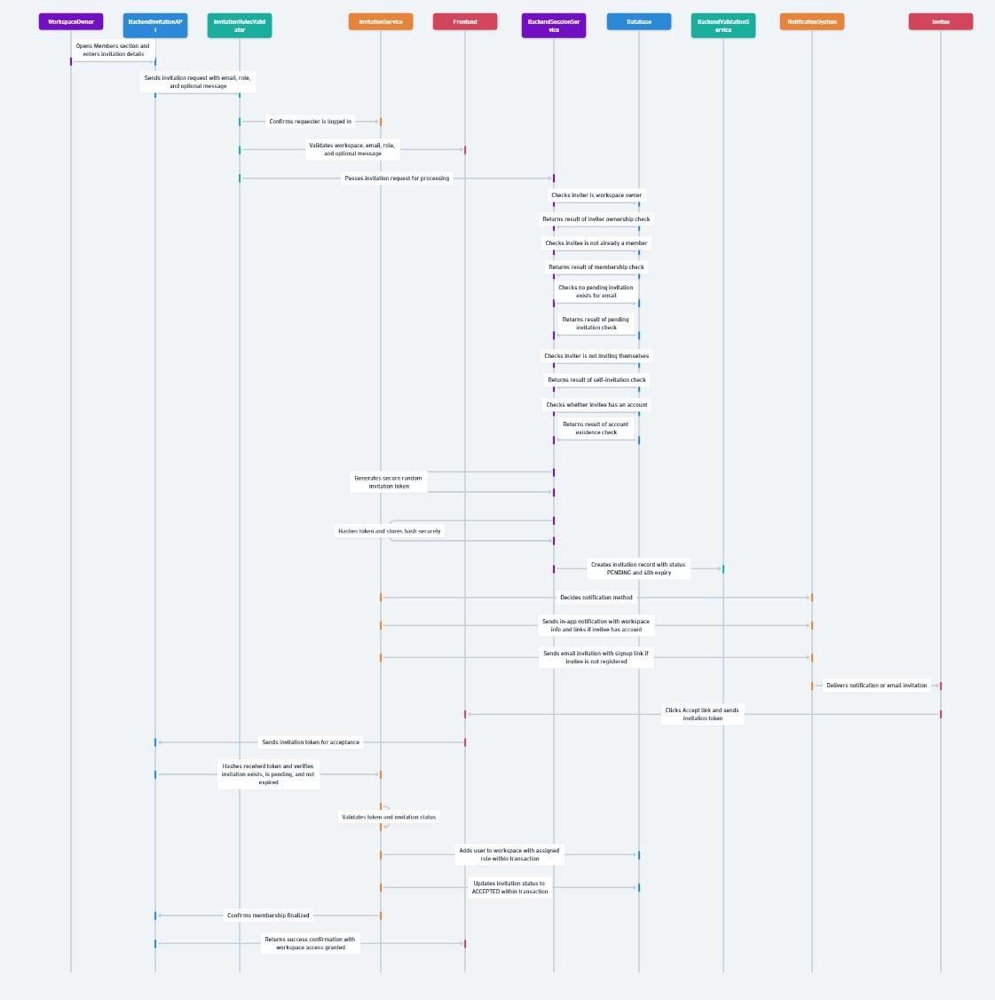 WorkspaceOwner
BackendInvitationAP
I
InvitationRulesValid
ator
InvitationService
Frontend
BackendSessionSer
vice
Database
BackendValidationS
ervice
NotificationSystem
Invitee
Opens Members section and
enters invitation details
Sends invitation request with email, role,
and optional message
Confirms requester is logged in
Validates workspace, email, role,
and optional message
Passes invitation request for processing
Checks inviter is workspace owner
Returns result of inviter ownership check
Checks invitee is not already a member
Returns result of membership check
Checks no pending invitation
exists for email
Returns result of pending
invitation check
Checks inviter is not inviting themselves
Returns result of self-invitation check
Checks whether invitee has an account
Returns result of account
existence check
Generates secure random
invitation token
Hashes token and stores hash securely
Creates invitation record with status
PENDING and 48h expiry
Decides notification method
Sends in-app notification with workspace
info and links if invitee has account
Sends email invitation with signup link if
invitee is not registered
Delivers notification or email invitation
Clicks Accept link and sends
invitation token
Sends invitation token for acceptance
Hashes received token and verifies
invitation exists, is pending, and not
expired
Validates token and invitation status
Adds user to workspace with assigned
role within transaction
Updates invitation status to
ACCEPTED within transaction
Confirms membership finalized
Returns success confirmation with
workspace access granted